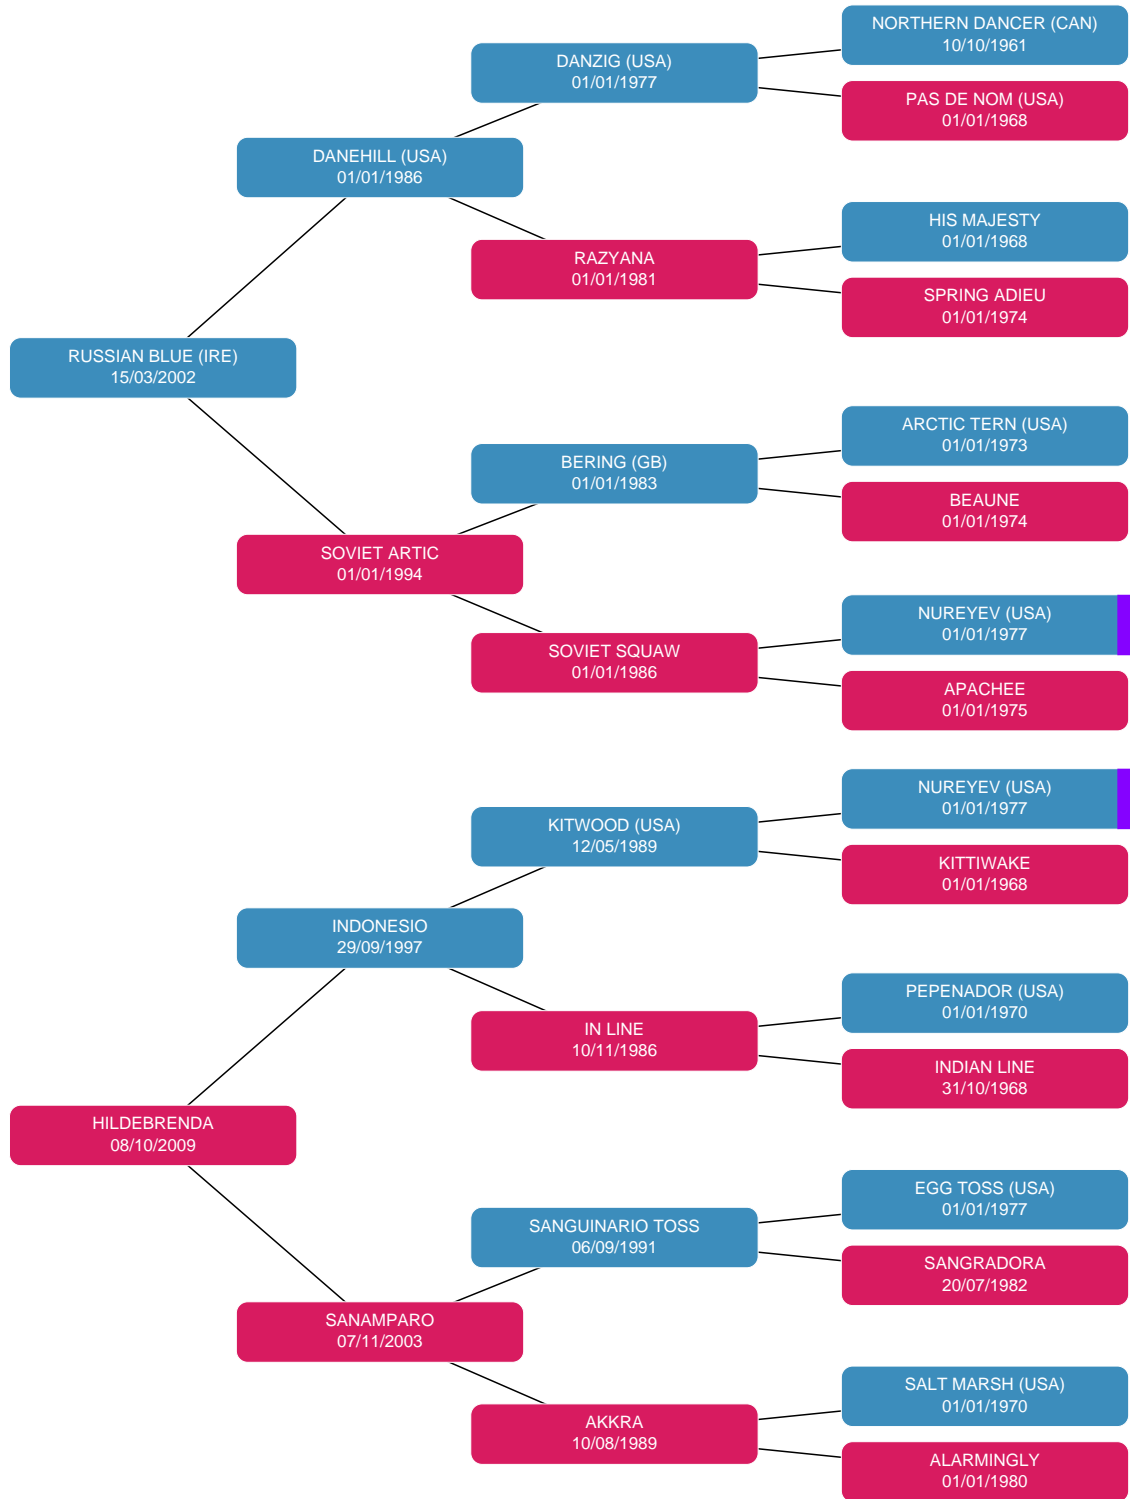 NORTHERN DANCER (CAN)
10/10/1961
DANZIG (USA)
01/01/1977
PAS DE NOM (USA)
01/01/1968
DANEHILL (USA)
01/01/1986
HIS MAJESTY
01/01/1968
RAZYANA
01/01/1981
SPRING ADIEU
01/01/1974
RUSSIAN BLUE (IRE)
15/03/2002
ARCTIC TERN (USA)
01/01/1973
BERING (GB)
01/01/1983
BEAUNE
01/01/1974
SOVIET ARTIC
01/01/1994
NUREYEV (USA)
01/01/1977
SOVIET SQUAW
01/01/1986
APACHEE
01/01/1975
NUREYEV (USA)
01/01/1977
KITWOOD (USA)
12/05/1989
KITTIWAKE
01/01/1968
INDONESIO
29/09/1997
PEPENADOR (USA)
01/01/1970
IN LINE
10/11/1986
INDIAN LINE
31/10/1968
HILDEBRENDA
08/10/2009
EGG TOSS (USA)
01/01/1977
SANGUINARIO TOSS
06/09/1991
SANGRADORA
20/07/1982
SANAMPARO
07/11/2003
SALT MARSH (USA)
01/01/1970
AKKRA
10/08/1989
ALARMINGLY
01/01/1980